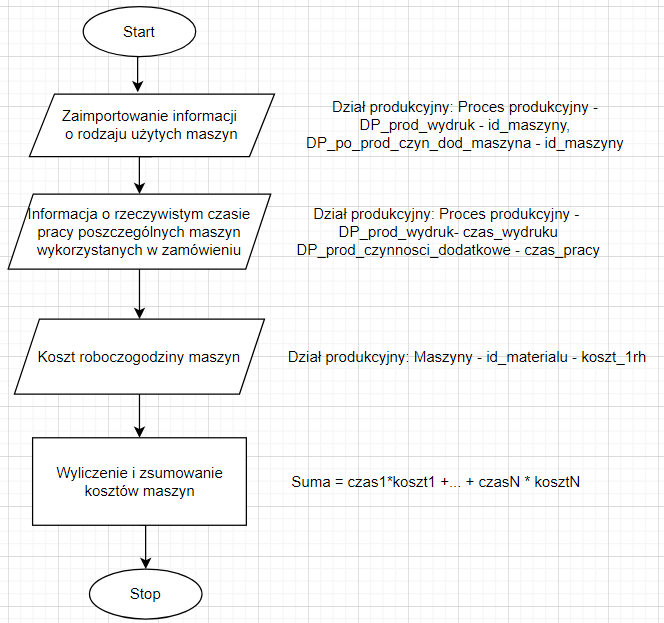 Start
Zaimportowanie informacji
o rodzaju użytych maszyn
Dział produkcyjny: Proces produkcyjny -
DP_prod_wydruk - id_maszyny,
DP_po_prod_czyn_dod_maszyna - id_maszyny
Informacja o rzeczywistym czasie
pracy poszczególnych maszyn
wykorzystanych w zamówieniu
Dział produkcyjny: Proces produkcyjny -
DP_prod_wydruk- czas_wydruku
DP_prod_czynnosci_dodatkowe - czas_pracy
Koszt roboczogodziny maszyn
Dział produkcyjny: Maszyny - id_materialu - koszt_1rh
Wyliczenie i zsumowanie
kosztów maszyn
Suma = czas1*koszt1 +... + czasN * kosztN
Stop